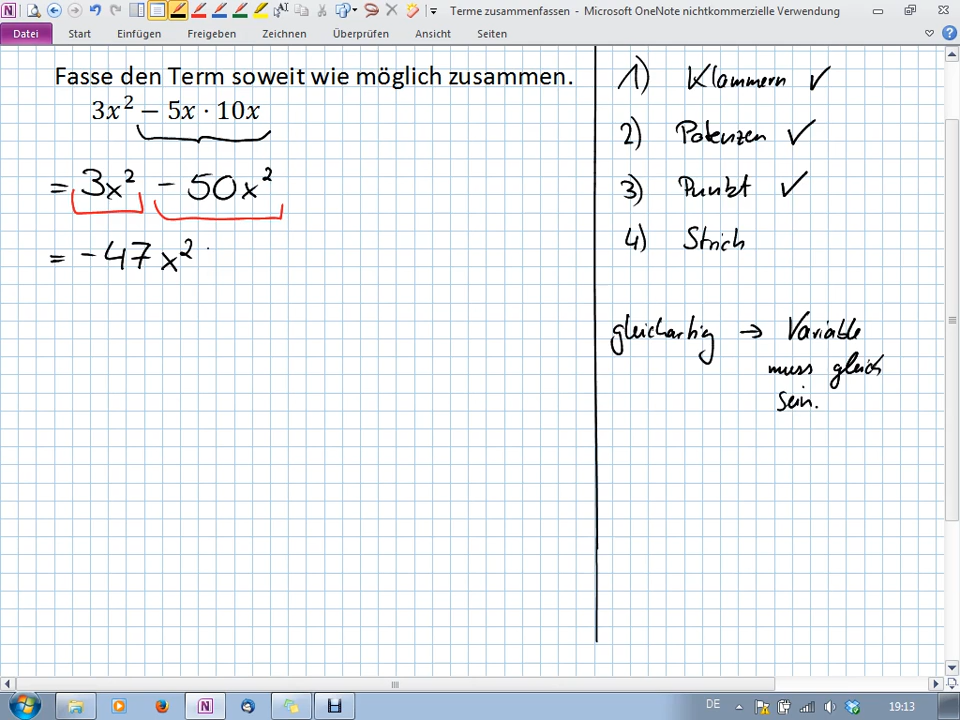 Terme zusammenfassen - Microsoft OneNote nichtkommerzielle Verwendung
Datei Start Einfügen Freigeben Zeichnen Überprüfen Ansicht Seiten
Fasse den Term soweit wie möglich zusammen.
3x² − 5x · 10x
= 3x² − 50x²
= −47x²
1) Klammern ✓
2) Potenzen ✓
3) Punkt ✓
4) Strich
gleichartig → Variable
muss gleich
sein.
DE 19:13